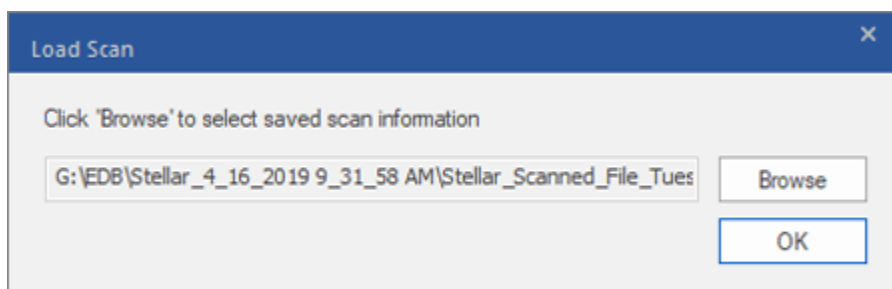 Load Scan
×
Click 'Browse' to select saved scan information
G:\EDB\Stellar_4_16_2019 9_31_58 AM\Stellar_Scanned_File_Tues
Browse
OK